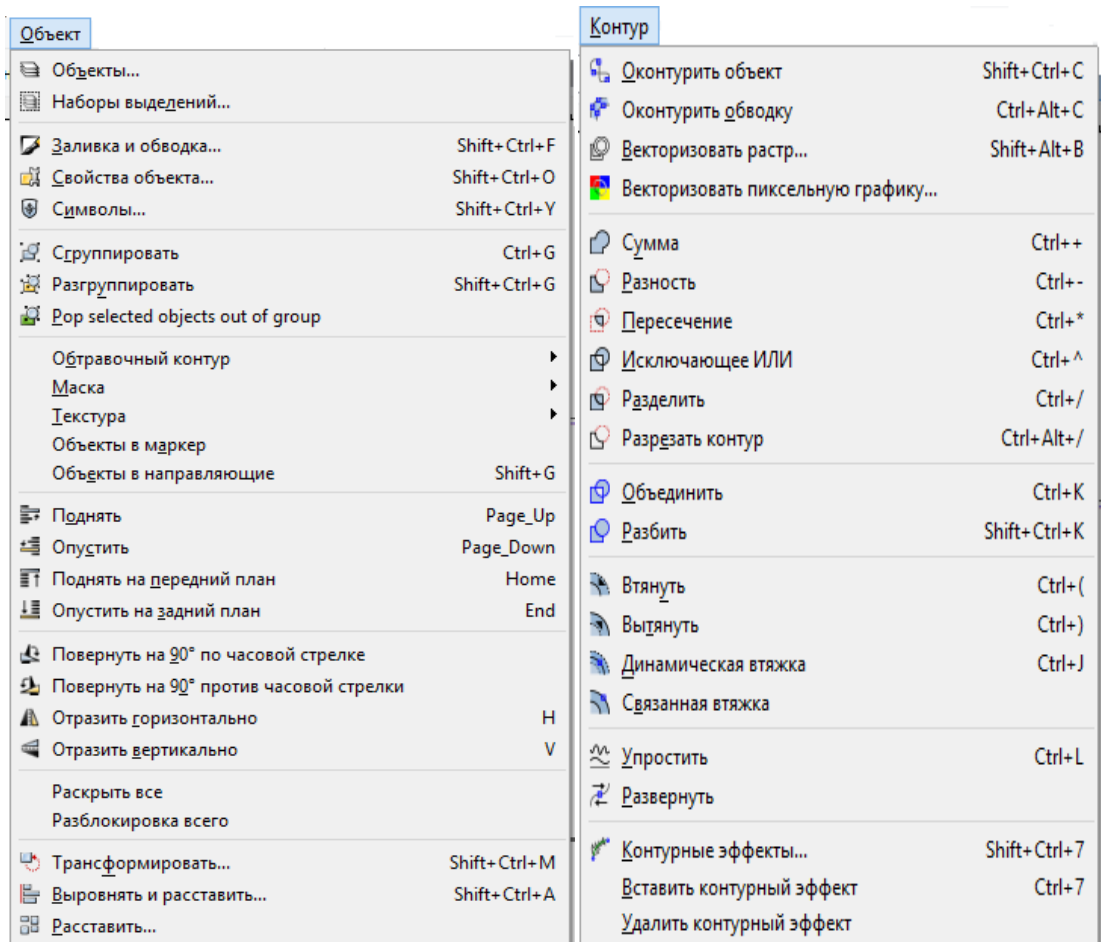 Объект
Объекты...
Наборы выделений...
Заливка и обводка... Shift+Ctrl+F
Свойства объекта... Shift+Ctrl+O
Символы... Shift+Ctrl+Y
Сгруппировать Ctrl+G
Разгруппировать Shift+Ctrl+G
Pop selected objects out of group
Обтравочный контур
Маска
Текстура
Объекты в маркер
Объекты в направляющие Shift+G
Поднять Page_Up
Опустить Page_Down
Поднять на передний план Home
Опустить на задний план End
Повернуть на 90° по часовой стрелке
Повернуть на 90° против часовой стрелки
Отразить горизонтально H
Отразить вертикально V
Раскрыть все
Разблокировка всего
Трансформировать... Shift+Ctrl+M
Выровнять и расставить... Shift+Ctrl+A
Расставить...
Контур
Оконтурить объект Shift+Ctrl+C
Оконтурить обводку Ctrl+Alt+C
Векторизовать растр... Shift+Alt+B
Векторизовать пиксельную графику...
Сумма Ctrl++
Разность Ctrl+-
Пересечение Ctrl+*
Исключающее ИЛИ Ctrl+^
Разделить Ctrl+/
Разрезать контур Ctrl+Alt+/
Объединить Ctrl+K
Разбить Shift+Ctrl+K
Втянуть Ctrl+(
Вытянуть Ctrl+)
Динамическая втяжка Ctrl+J
Связанная втяжка
Упростить Ctrl+L
Развернуть
Контурные эффекты... Shift+Ctrl+7
Вставить контурный эффект Ctrl+7
Удалить контурный эффект